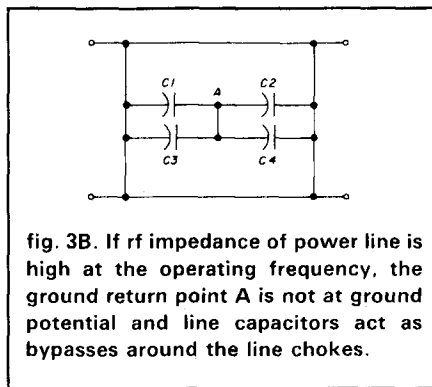 C1 A C2
C3 C4
fig. 3B. If rf impedance of power line is
high at the operating frequency, the
ground return point A is not at ground
potential and line capacitors act as
bypasses around the line chokes.